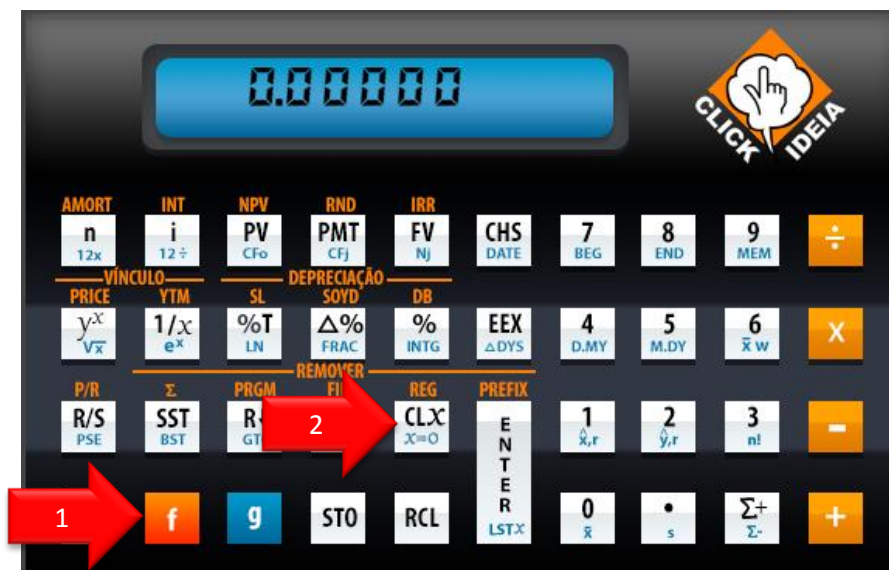 0.00000
CLICK IDEIA
AMORT INT NPV RND IRR
n i PV PMT FV CHS 7 8 9 ÷
12x 12÷ CFo CFj Nj DATE BEG END MEM
VÍNCULO DEPRECIAÇÃO
PRICE YTM SL SOYD DB
yˣ 1/x %T Δ% % EEX 4 5 6 X
√x eˣ LN FRAC INTG ΔDYS D.MY M.DY x̄ w
REMOVER
P/R Σ PRGM REG PREFIX
R/S SST 2 CLX ENTER 1 2 3 -
PSE BST X=0 x̂,r ŷ,r n!
1 f g STO RCL 0 • Σ+ +
LSTX x̄ s Σ-